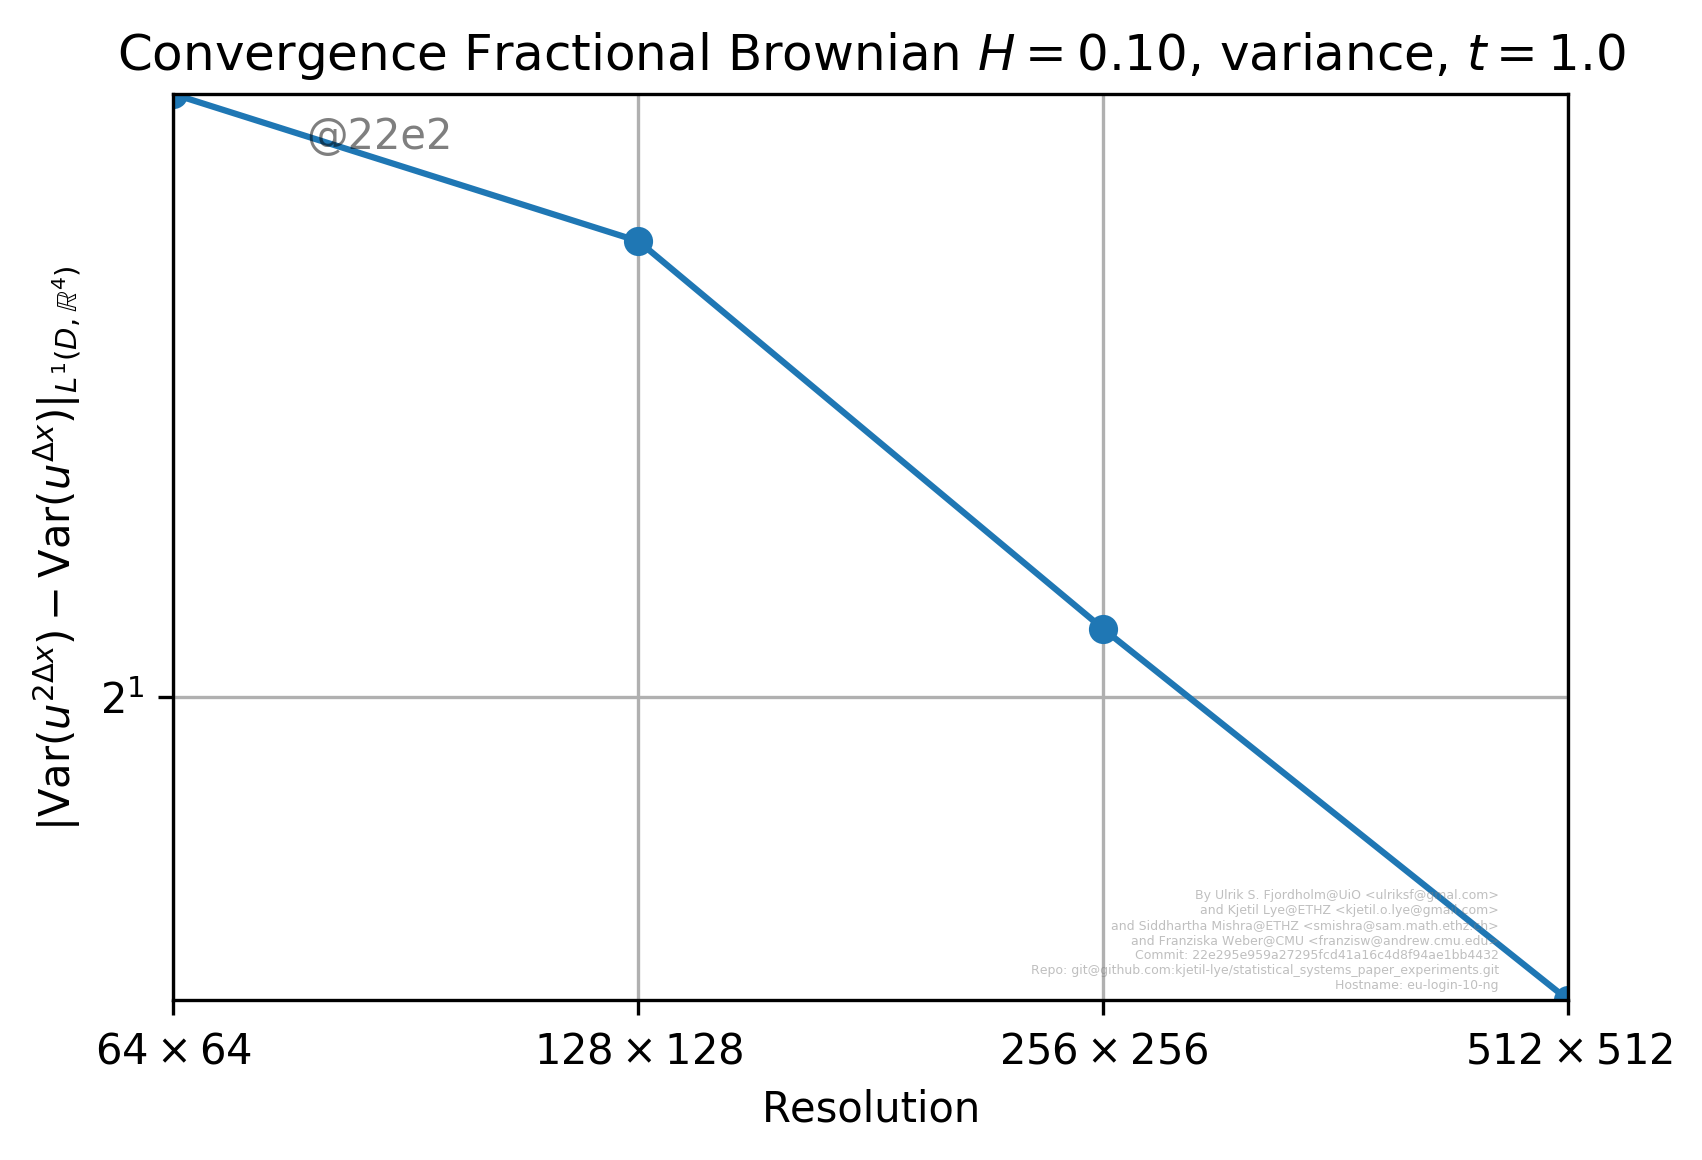 Convergence Fractional Brownian H = 0.10, variance, t = 1.0
@22e2
|Var(u^{2Δx}) − Var(u^{Δx})|_{L^1(D,ℝ^4)}
2^1
By Ulrik S. Fjordholm@UiO <ulriksf@gmal.com>
and Kjetil Lye@ETHZ <kjetil.o.lye@gmail.com>
and Siddhartha Mishra@ETHZ <smishra@sam.math.ethz.ch>
and Franziska Weber@CMU <franzisw@andrew.cmu.edu>
Commit: 22e295e959a27295fcd41a16c4d8f94ae1bb4432
Repo: git@github.com:kjetil-lye/statistical_systems_paper_experiments.git
Hostname: eu-login-10-ng
64 × 64 128 × 128 256 × 256 512 × 512
Resolution